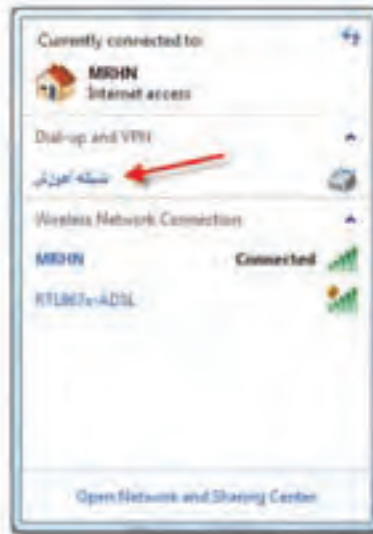 Currently connected to:
MRHN
Internet access
Dial-up and VPN
شبکه آموزش
Wireless Network Connection
MRHN Connected
RTL867x-ADSL
Open Network and Sharing Center